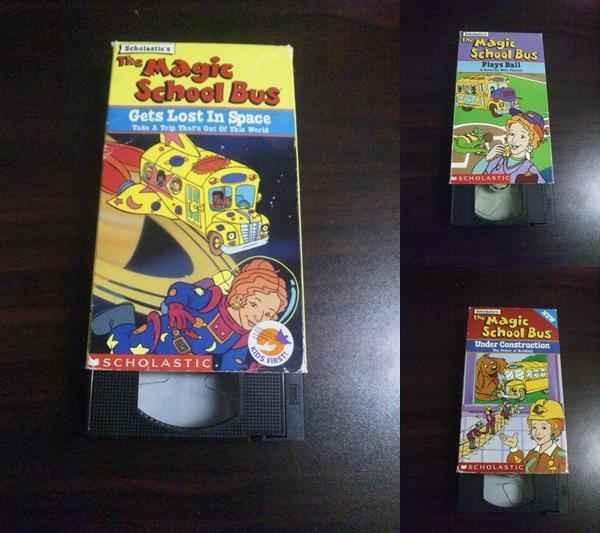 Scholastic's
The Magic
School Bus
Gets Lost In Space
Take A Trip That's Out Of This World
KIDS FIRST!
SCHOLASTIC
The Magic
School Bus
Plays Ball
SCHOLASTIC
NEW
The Magic
School Bus
Under Construction
SCHOLASTIC